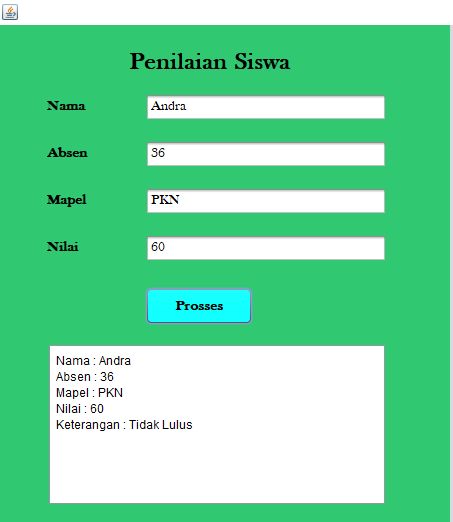 Penilaian Siswa
Nama Andra
Absen 36
Mapel PKN
Nilai 60
Prosses
Nama : Andra
Absen : 36
Mapel : PKN
Nilai : 60
Keterangan : Tidak Lulus